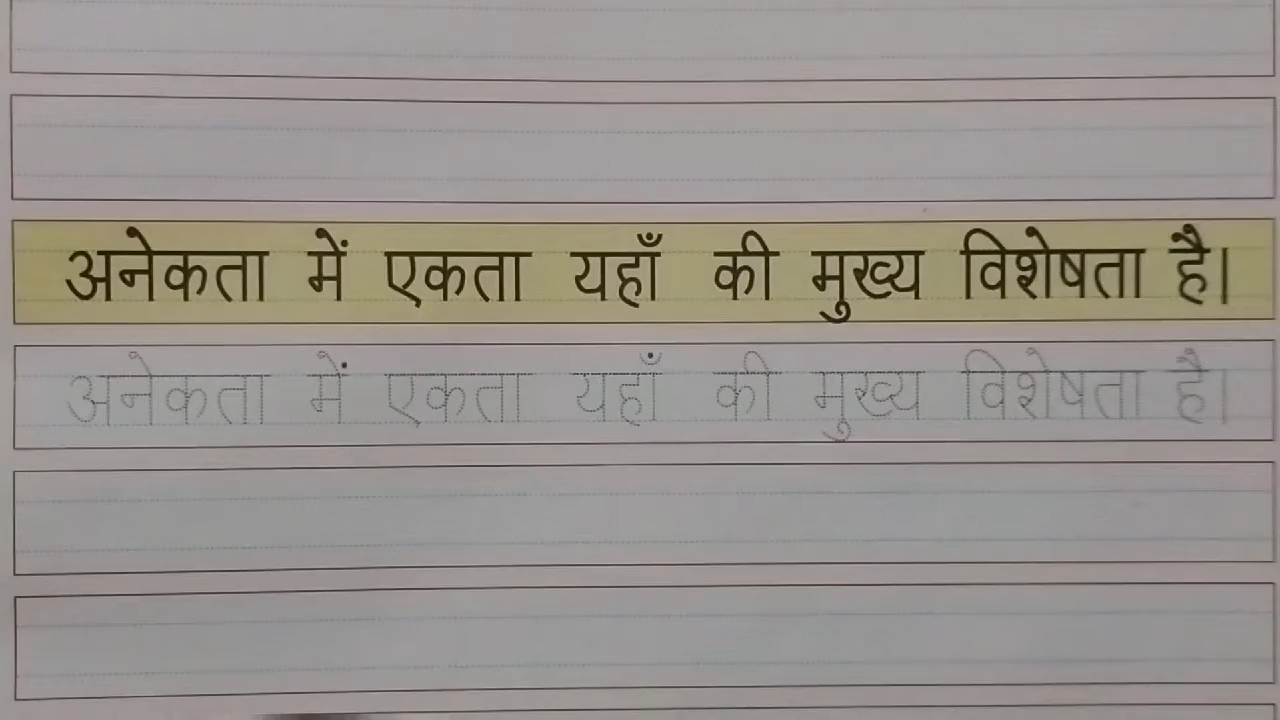 अनेकता में एकता यहाँ की मुख्य विशेषता है।
अनेकता में एकता यहाँ की मुख्य विशेषता है।